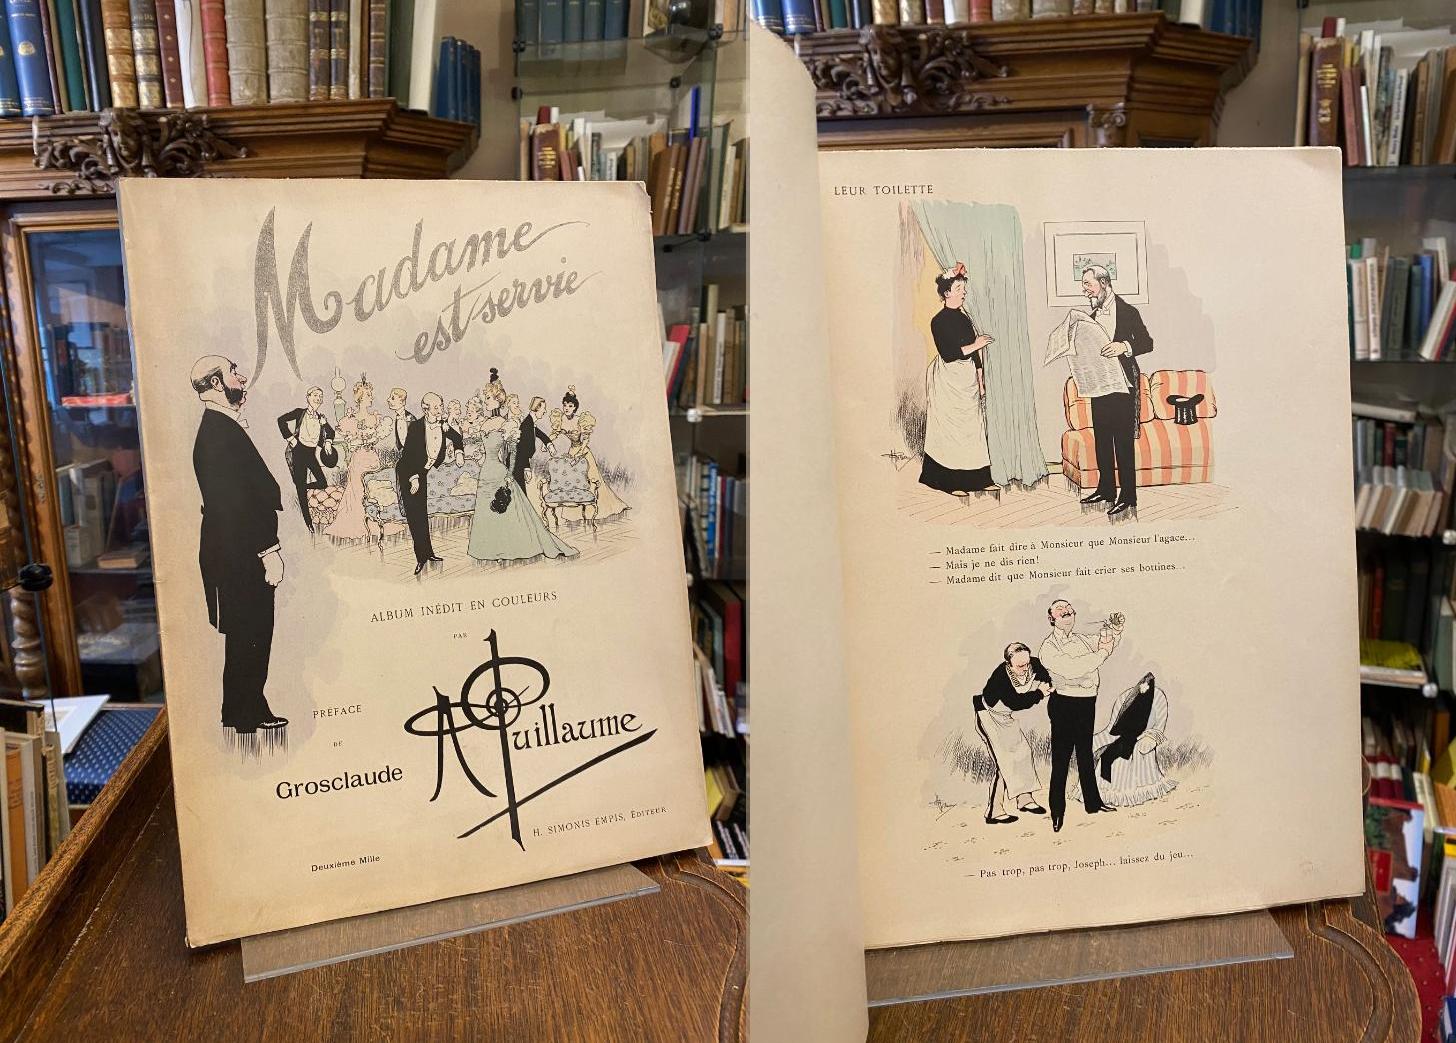 Madame
est servie
ALBUM INÉDIT EN COULEURS
PAR
A Guillaume
PRÉFACE
DE
Grosclaude
H. SIMONIS EMPIS, ÉDITEUR
Deuxième Mille
LEUR TOILETTE
— Madame fait dire à Monsieur que Monsieur l'agace...
— Mais je ne dis rien!
— Madame dit que Monsieur fait crier ses bottines...
— Pas trop, pas trop, Joseph... laissez du jeu...